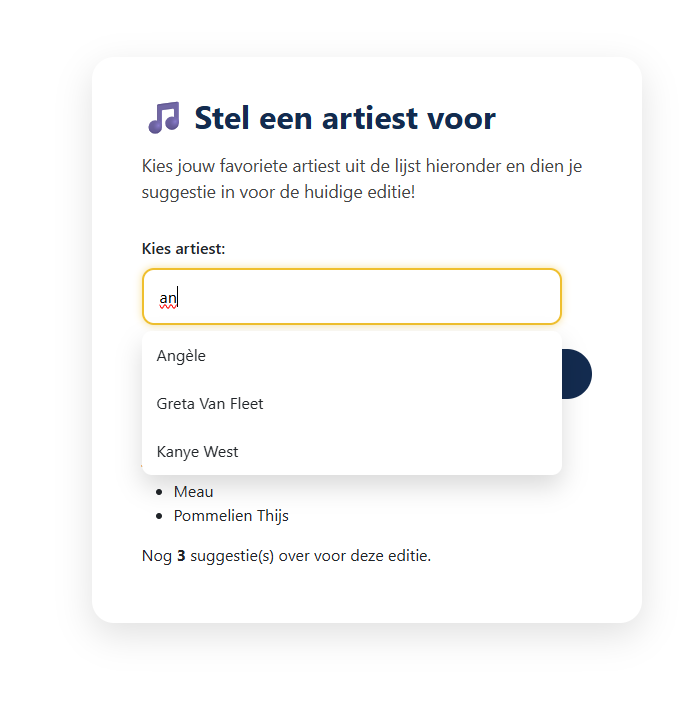 Stel een artiest voor
Kies jouw favoriete artiest uit de lijst hieronder en dien je
suggestie in voor de huidige editie!
Kies artiest:
an
Angèle
Greta Van Fleet
Kanye West
Meau
Pommelien Thijs
Nog 3 suggestie(s) over voor deze editie.